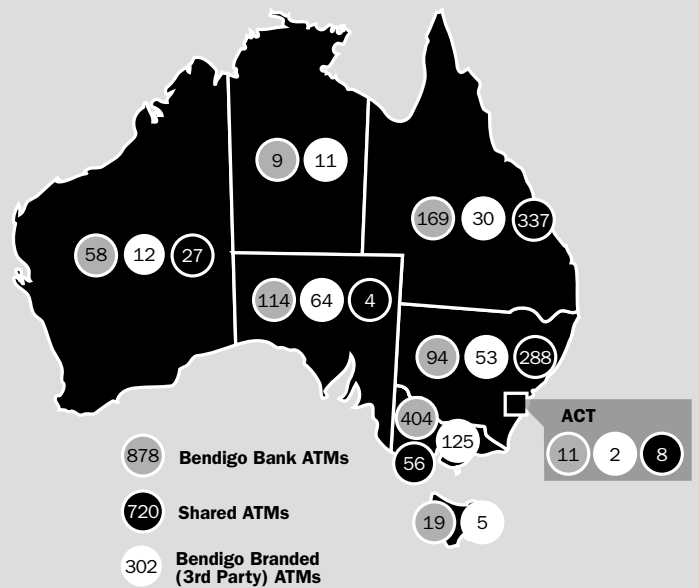 9 11
169 30 337
58 12 27
114 64 4
94 53 288
404
125
56
ACT
11 2 8
19 5
878 Bendigo Bank ATMs
720 Shared ATMs
302 Bendigo Branded
(3rd Party) ATMs